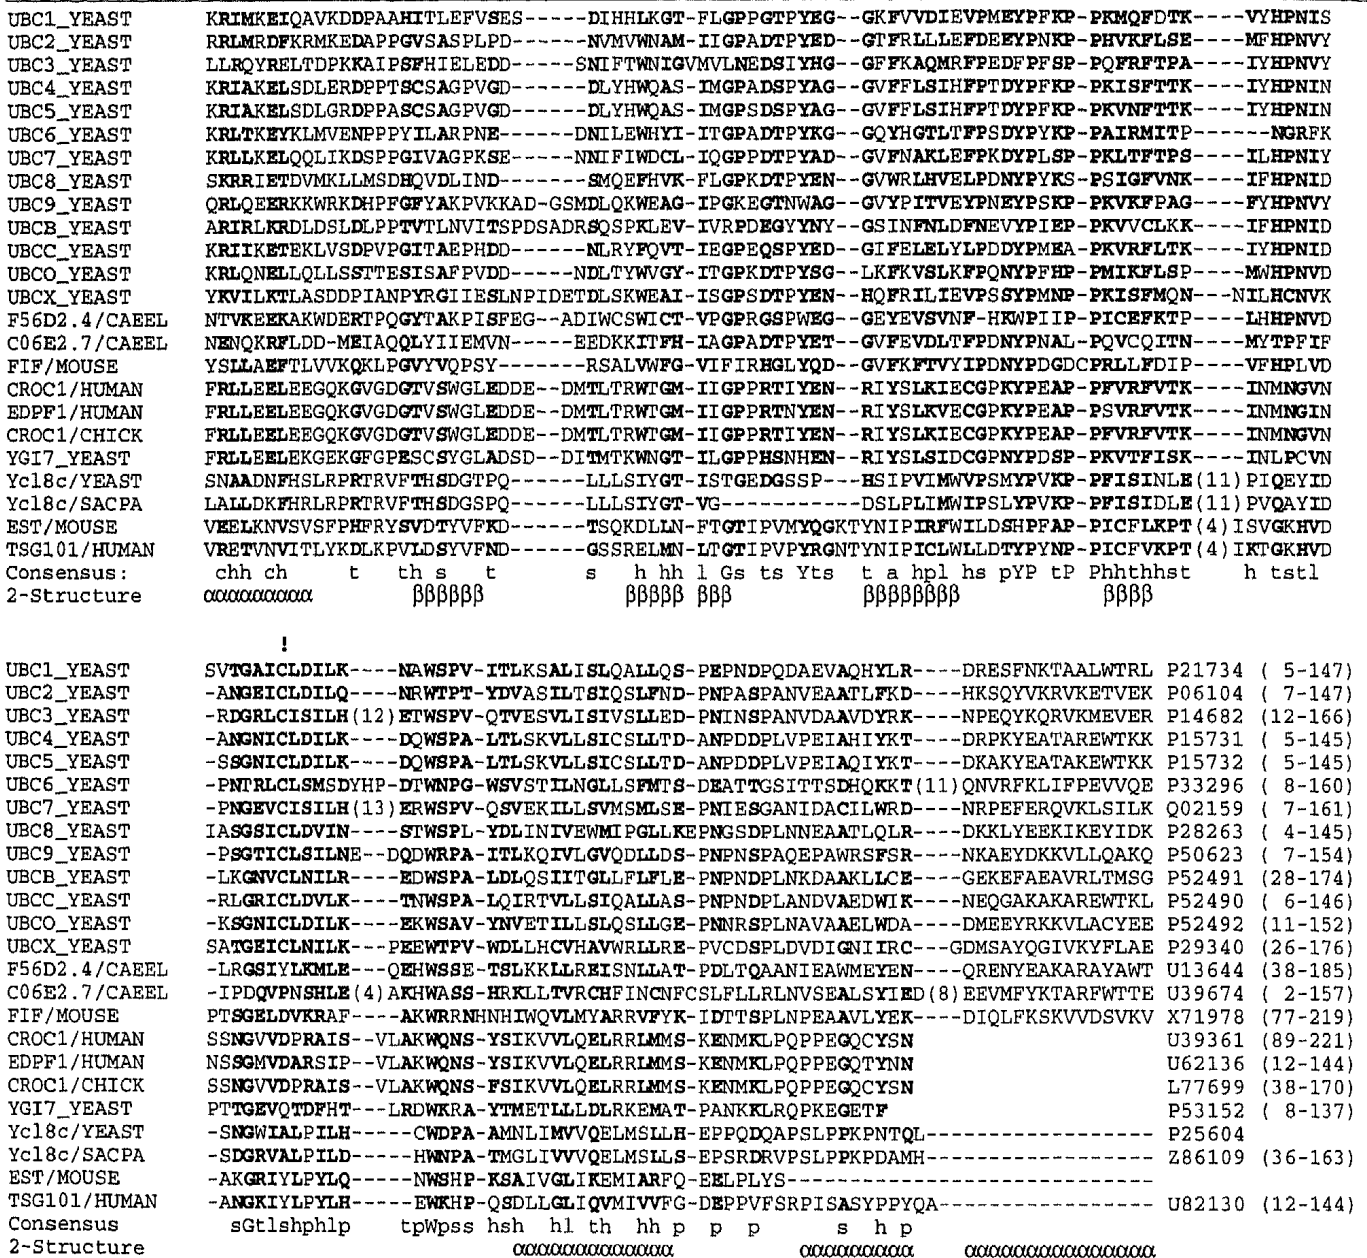 UBC1_YEAST KRIMKEIQAVKDDPAAHITLEFVSES-----DIHHLKGT-FLGPPGTPYEG--GKFVVDIEVPMEYPFKP-PKMQFDTK----VYHPNIS
UBC2_YEAST RRLMRDFKRMKEDAPPGVSASPLPD------NVMVWNAM-IIGPADTPYED--GTFRLLLEFDEEYPNKP-PHVKFLSE----MFHPNVY
UBC3_YEAST LLRQYRELTDPKKAIPSFHIELEDD-----SNIFTWNIGVMVLNEDSIYHG--GFFKAQMRFPEDFPFSP-PQFRFTPA----IYHPNVY
UBC4_YEAST KRIAKELSDLERDPPTSCSAGPVGD------DLYHWQAS-IMGPADSPYAG--GVFFLSIHFPTDYPFKP-PKISFTTK----IYHPNIN
UBC5_YEAST KRIAKELSDLGRDPPASCSAGPVGD------DLYHWQAS-IMGPSDSPYAG--GVFFLSIHFPTDYPFKP-PKVNFTTK----IYHPNIN
UBC6_YEAST KRLTKEYKLMVENPPPYILARPNE------DNILEWHYI-ITGPADTPYKG--GQYHGTLTFPSDYPYKP-PAIRMITP------NGRFK
UBC7_YEAST KRLLKELQQLIKDSPPGIVAGPKSE-----NNIFIWDCL-IQGPPDTPYAD--GVFNAKLEFPKDYPLSP-PKLTFTPS----ILHPNIY
UBC8_YEAST SKRRIETDVMKLLMSDHQVDLIND-------SMQEFHVK-FLGPKDTPYEN--GVWRLHVELPDNYPYKS-PSIGFVNK----IFHPNID
UBC9_YEAST QRLQEERKKWRKDHPFGFYAKPVKKAD-GSMDLQKWEAG-IPGKEGTNWAG--GVYPITVEYPNEYPSKP-PKVKFPAG----FYHPNVY
UBCB_YEAST ARIRLKRDLDSLDLPPTVTLNVITSPDSADRSQSPKLEV-IVRPDEGYYNY--GSINFNLDFNEVYPIEP-PKVVCLKK----IFHPNID
UBCC_YEAST KRIIKETEKLVSDPVPGITAEPHDD------NLRYFQVT-IEGPEQSPYED--GIFELELYLPDDYPMEA-PKVRFLTK----IYHPNID
UBCO_YEAST KRLQNELLQLLSSTTESISAFPVDD-----NDLTYWVGY-ITGPKDTPYSG--LKFKVSLKFPQNYPFHP-PMIKFLSP----MWHPNVD
UBCX_YEAST YKVILKTLASDDPIANPYRGIIESLNPIDETDLSKWEAI-ISGPSDTPYEN--HQFRILIEVPSSYPMNP-PKISFMQN---NILHCNVK
F56D2.4/CAEEL NTVKEEKAKWDERTPQGYTAKPISFEG--ADIWCSWICT-VPGPRGSPWEG--GEYEVSVNF-HKWPIIP-PICEFKTP----LHHPNVD
C06E2.7/CAEEL NENQKRFLDD-MEIAQQLYIIEMVN-----EEDKKITFH-IAGPADTPYET--GVFEVDLTFPDNYPNAL-PQVCQITN----MYTPFIF
FIF/MOUSE YSLLAEFTLVVKQKLPGVYVQPSY-------RSALVWFG-VIFIRHGLYQD--GVFKFTVYIPDNYPDGDCPRLLFDIP----VFHPLVD
CROC1/HUMAN FRLLEELEEGQKGVGDGTVSWGLEDDE--DMTLTRWTGM-IIGPPRTIYEN--RIYSLKIECGPKYPEAP-PFVRFVTK----INMNGVN
EDPF1/HUMAN FRLLEELEEGQKGVGDGTVSWGLEDDE--DMTLTRWTGM-IIGPPRTNYEN--RIYSLKVECGPKYPEAP-PSVRFVTK----INMNGIN
CROC1/CHICK FRLLEELEEGQKGVGDGTVSWGLEDDE--DMTLTRWTGM-IIGPPRTIYEN--RIYSLKIECGPKYPEAP-PFVRFVTK----INMNGVN
YGI7_YEAST FRLLEELEKGEKGFGPESCSYGLADSD--DITMTKWNGT-ILGPPHSNHEN--RIYSLSIDCGPNYPDSP-PKVTFISK----INLPCVN
Ycl8c/YEAST SNAADNFHSLRPRTRVFTHSDGTPQ------LLLSIYGT-ISTGEDGSSP---HSIPVIMWVPSMYPVKP-PFISINLE(11)PIQEYID
Ycl8c/SACPA LALLDKFHRLRPRTRVFTHSDGTPQ------LLLSIYGT-VG--------DSLPLIMWIPSLYPVKP-PFISIDLE(11)PVQAYID
EST/MOUSE VEELKNVSVSFPHFRYSVDTYVFKD------TSQKDLLN-FTGTIPVMYQGKTYNIPIRFWILDSHPFAP-PICFLKPT(4)ISVGKHVD
TSG101/HUMAN VRETVNVITLYKDLKPVLDSYVFND------GSSRELMN-LTGTIPVPYRGNTYNIPICLWLLDTYPYNP-PICFVKPT(4)IKTGKHVD
Consensus: chh ch t th s t s h hh l Gs ts Yts t a hpl hs pYP tP Phhthhst h tstl
2-Structure αααααααααα ββββββ βββββ βββ βββββββββ ββββ
!
UBC1_YEAST SVTGAICLDILK----NAWSPV-ITLKSALISLQALLQS-PEPNDPQDAEVAQHYLR----DRESFNKTAALWTRL P21734 ( 5-147)
UBC2_YEAST -ANGEICLDILQ----NRWTPT-YDVASILTSIQSLFND-PNPASPANVEAATLFKD----HKSQYVKRVKETVEK P06104 ( 7-147)
UBC3_YEAST -RDGRLCISILH(12)ETWSPV-QTVESVLISIVSLLED-PNINSPANVDAAVDYRK----NPEQYKQRVKMEVER P14682 (12-166)
UBC4_YEAST -ANGNICLDILK----DQWSPA-LTLSKVLLSICSLLTD-ANPDDPLVPEIAHIYKT----DRPKYEATAREWTKK P15731 ( 5-145)
UBC5_YEAST -SSGNICLDILK----DQWSPA-LTLSKVLLSICSLLTD-ANPDDPLVPEIAQIYKT----DKAKYEATAKEWTKK P15732 ( 5-145)
UBC6_YEAST -PNTRLCLSMSDYHP-DTWNPG-WSVSTILNGLLSFMTS-DEATTGSITTSDHQKKT(11)QNVRFKLIFPEVVQE P33296 ( 8-160)
UBC7_YEAST -PNGEVCISILH(13)ERWSPV-QSVEKILLSVMSMLSE-PNIESGANIDACILWRD----NRPEFERQVKLSILK Q02159 ( 7-161)
UBC8_YEAST IASGSICLDVIN----STWSPL-YDLINIVEWMIPGLLKEPNGSDPLNNEAATLQLR----DKKLYEEKIKEYIDK P28263 ( 4-145)
UBC9_YEAST -PSGTICLSILNE--DQDWRPA-ITLKQIVLGVQDLLDS-PNPNSPAQEPAWRSFSR----NKAEYDKKVLLQAKQ P50623 ( 7-154)
UBCB_YEAST -LKGNVCLNILR----EDWSPA-LDLQSIITGLLFLFLE-PNPNDPLNKDAAKLLCE----GEKEFAEAVRLTMSG P52491 (28-174)
UBCC_YEAST -RLGRICLDVLK----TNWSPA-LQIRTVLLSIQALLAS-PNPNDPLANDVAEDWIK----NEQGAKAKAREWTKL P52490 ( 6-146)
UBCO_YEAST -KSGNICLDILK----EKWSAV-YNVETILLSLQSLLGE-PNNRSPLNAVAAELWDA----DMEEYRKKVLACYEE P52492 (11-152)
UBCX_YEAST SATGEICLNILK----PEEWTPV-WDLLHCVHAVWRLLRE-PVCDSPLDVDIGNIIRC---GDMSAYQGIVKYFLAE P29340 (26-176)
F56D2.4/CAEEL -LRGSIYLKMLE---QEHWSSE-TSLKKLLREISNLLAT-PDLTQAANIEAWMEYEN----QRENYEAKARAYAWT U13644 (38-185)
C06E2.7/CAEEL -IPDQVPNSHLE(4)AKHWASS-HRKLLTVRCHFINCNFCSLFLLRLNVSEALSYIED(8)EEVMFYKTARFWTTE U39674 ( 2-157)
FIF/MOUSE PTSGELDVKRAF----AKWRRNHNHIWQVLMYARRVFYK-IDTTSPLNPEAAVLYEK----DIQLFKSKVVDSVKV X71978 (77-219)
CROC1/HUMAN SSNGVVDPRAIS--VLAKWQNS-YSIKVVLQELRRLMMS-KENMKLPQPPEGQCYSN U39361 (89-221)
EDPF1/HUMAN NSSGMVDARSIP--VLAKWQNS-YSIKVVLQELRRLMMS-KENMKLPQPPEGQTYNN U62136 (12-144)
CROC1/CHICK SSNGVVDPRAIS--VLAKWQNS-FSIKVVLQELRRLMMS-KENMKLPQPPEGQCYSN L77699 (38-170)
YGI7_YEAST PTTGEVQTDFHT---LRDWKRA-YTMETLLLDLRKEMAT-PANKKLRQPKEGETF P53152 ( 8-137)
Ycl8c/YEAST -SNGWIALPILH-----CWDPA-AMNLIMVVQELMSLLH-EPPQDQAPSLPPKPNTQL------------------ P25604
Ycl8c/SACPA -SDGRVALPILH-----HWNPA-TMGLIVVVQELMSLLS-EPSRDRVPSLPPKPDAMH------------------ Z86109 (36-163)
EST/MOUSE -AKGRIYLPYLQ----NWSHP-KSAIVGLIKEMIARFQ-EELPLYS-----------------------------
TSG101/HUMAN -ANGKIYLPYLH----EWKHP-QSDLLGLIQVMIVVFG-DEPPVFSRPISASYPPYQA----------------- U82130 (12-144)
Consensus sGtlshphlp tpWpss hsh hl th hh p p p s h p
2-Structure αααααααααααααα αααααααααα ααααααααααααααααα